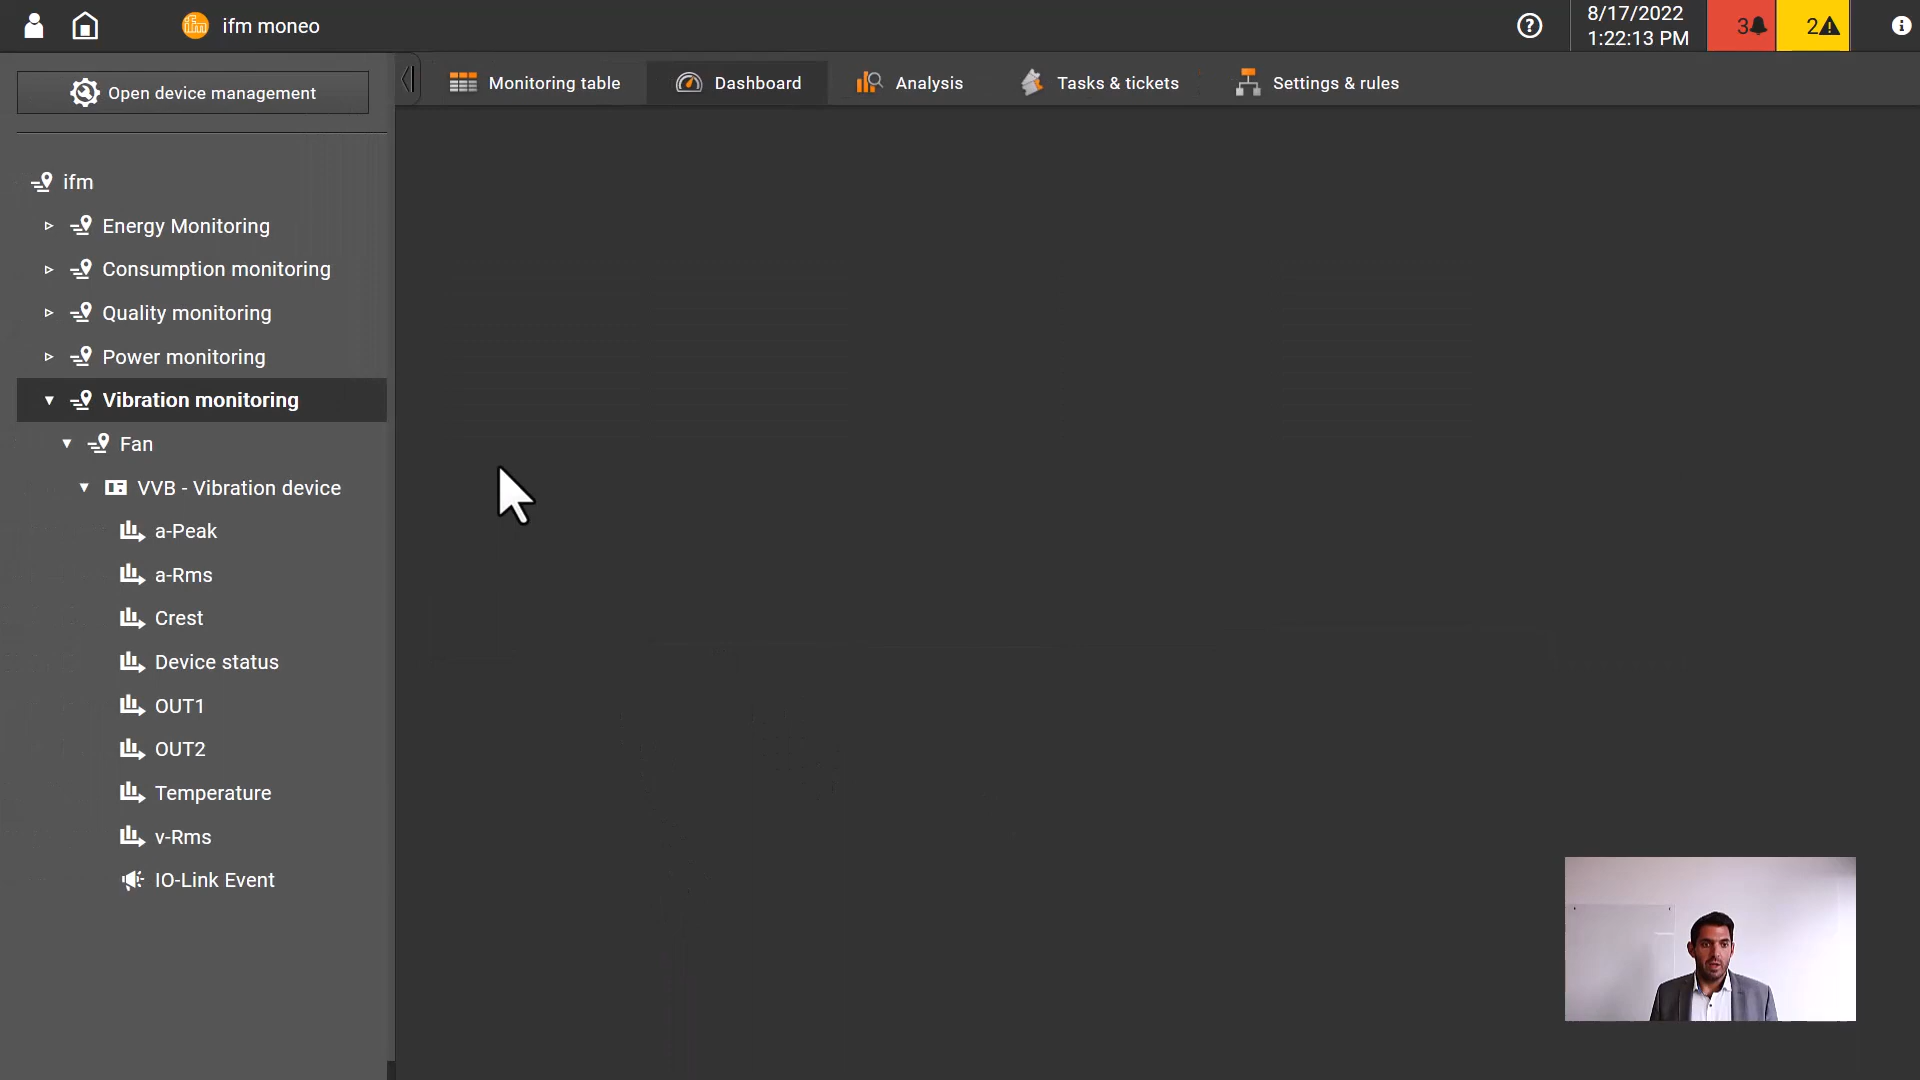 ifm moneo
8/17/2022
1:22:13 PM
3
2
Open device management
Monitoring table
Dashboard
Analysis
Tasks & tickets
Settings & rules
ifm
Energy Monitoring
Consumption monitoring
Quality monitoring
Power monitoring
Vibration monitoring
Fan
VVB - Vibration device
a-Peak
a-Rms
Crest
Device status
OUT1
OUT2
Temperature
v-Rms
IO-Link Event